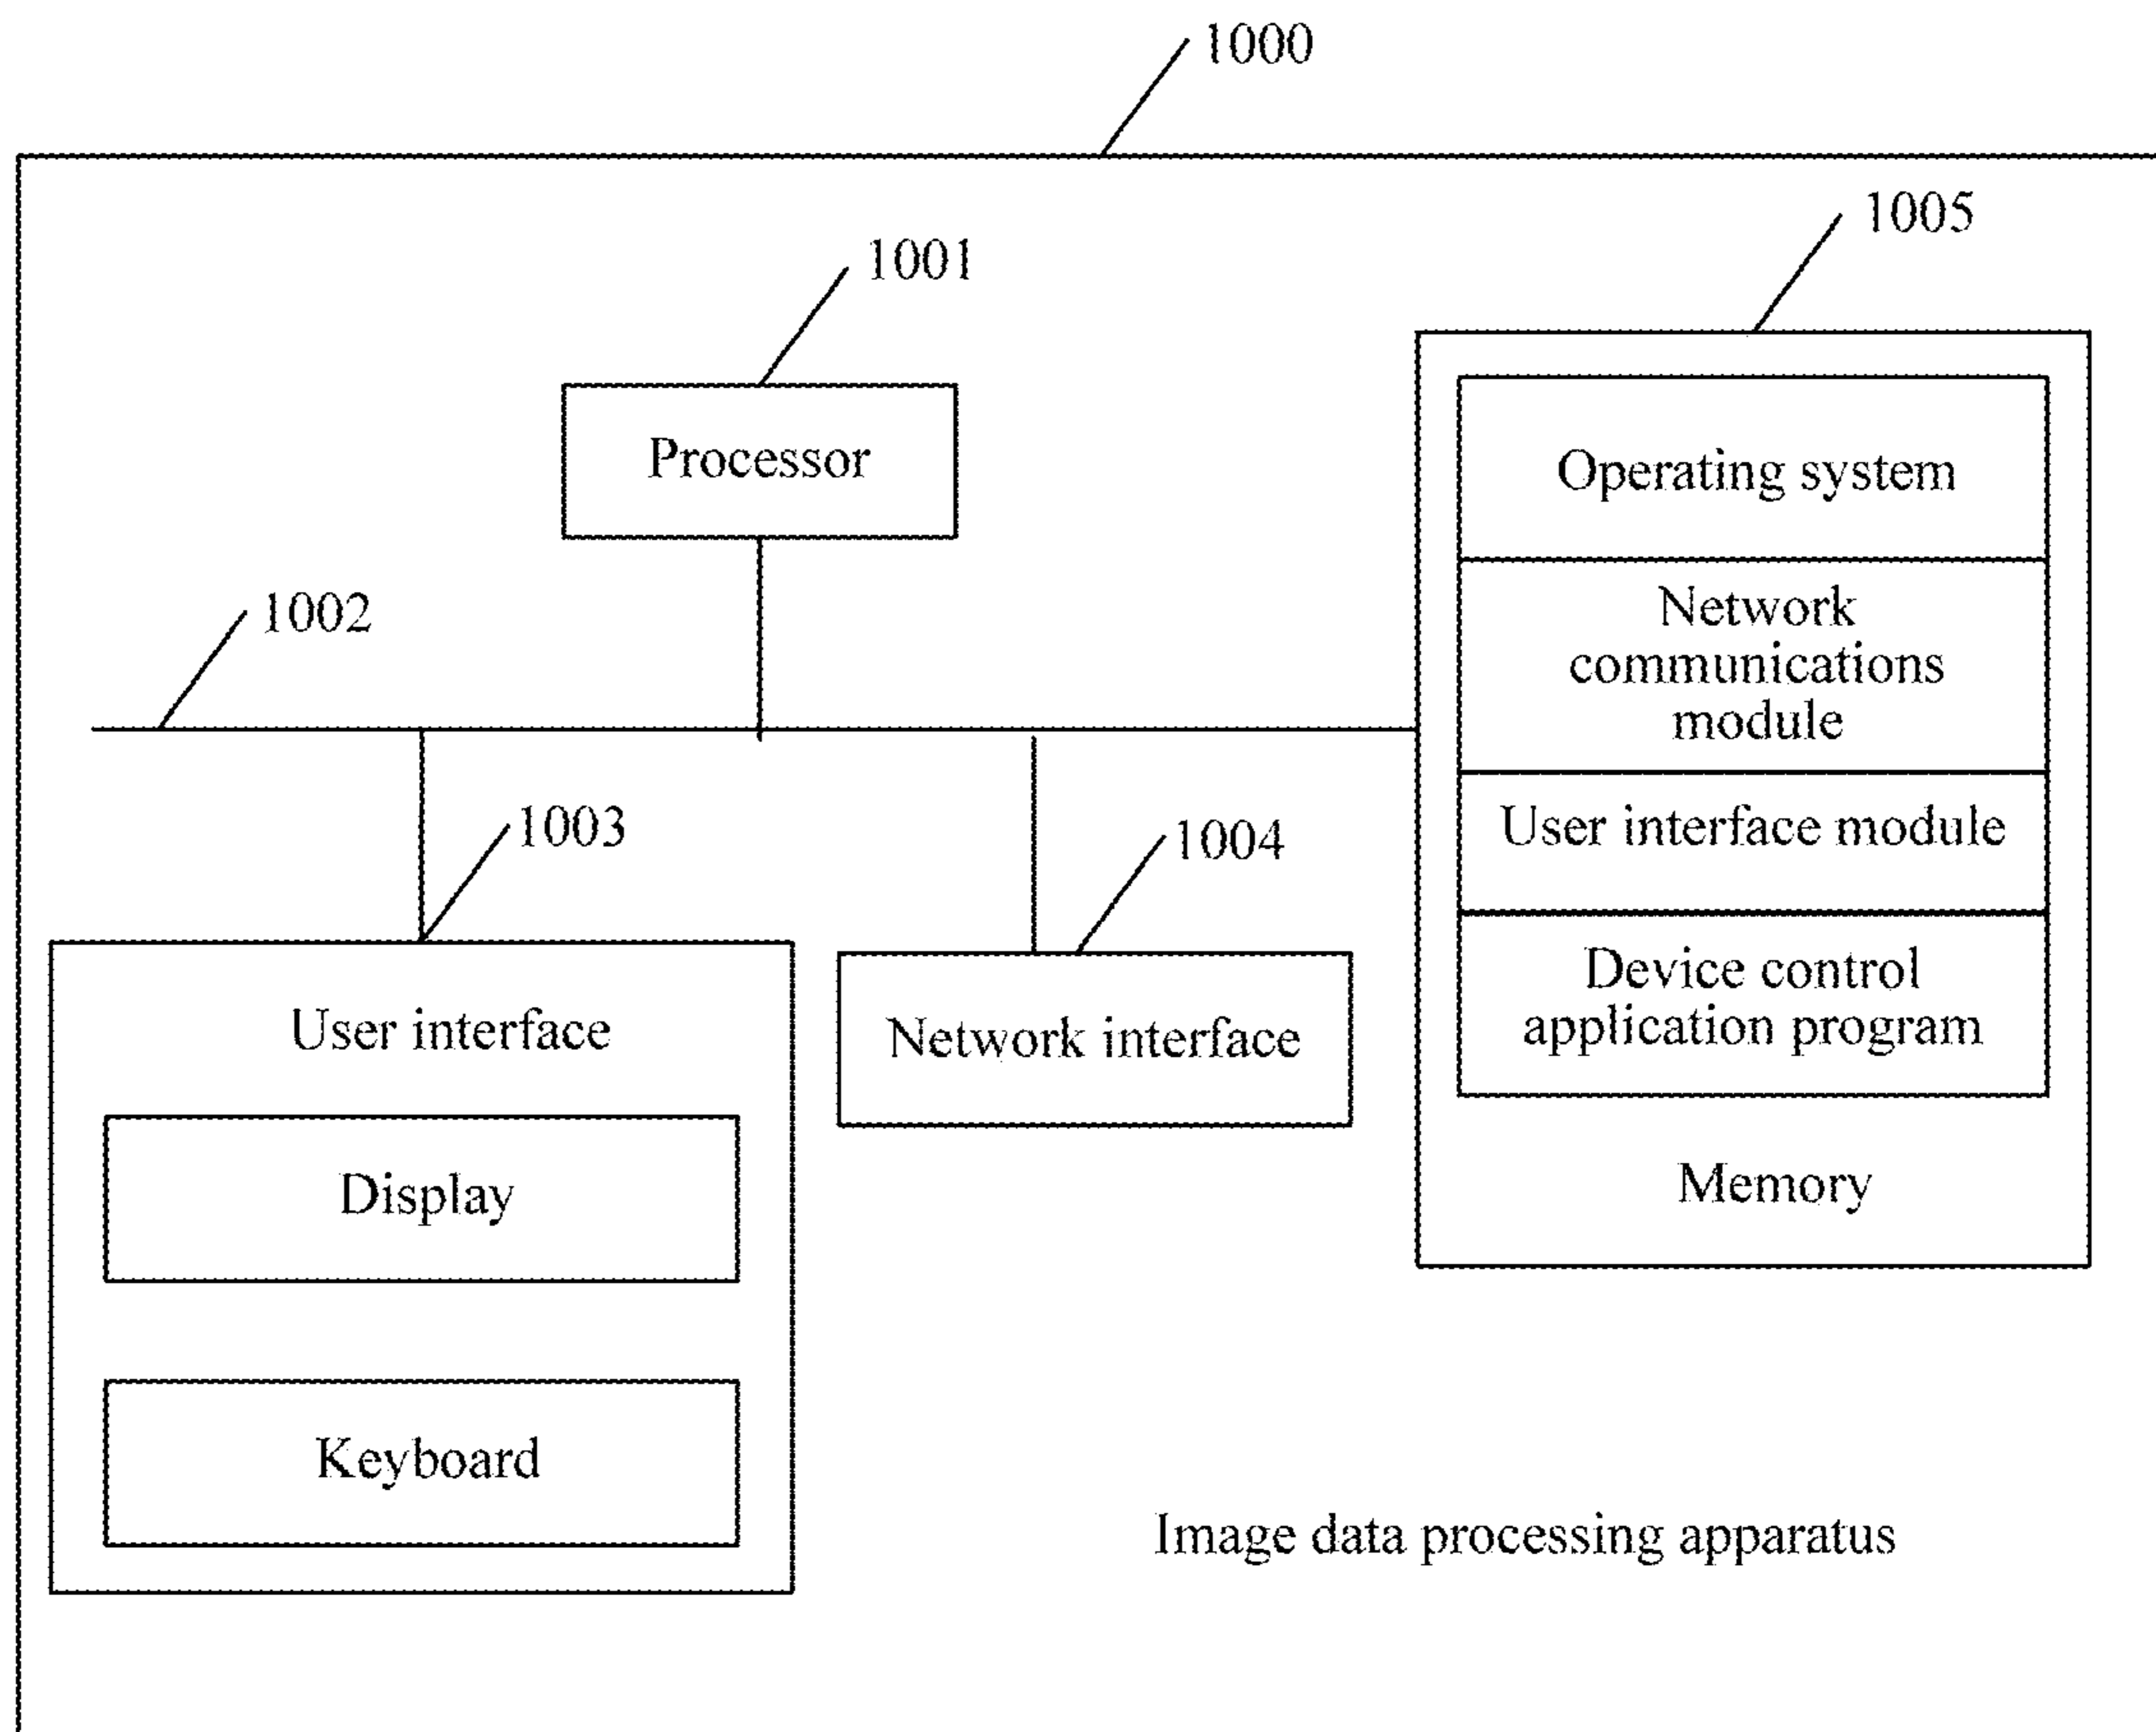 1000
1005
1001
Processor
Operating system
Network
communications
module
User interface module
Device control
application program
Memory
1002
1003
1004
User interface
Display
Keyboard
Network interface
Image data processing apparatus